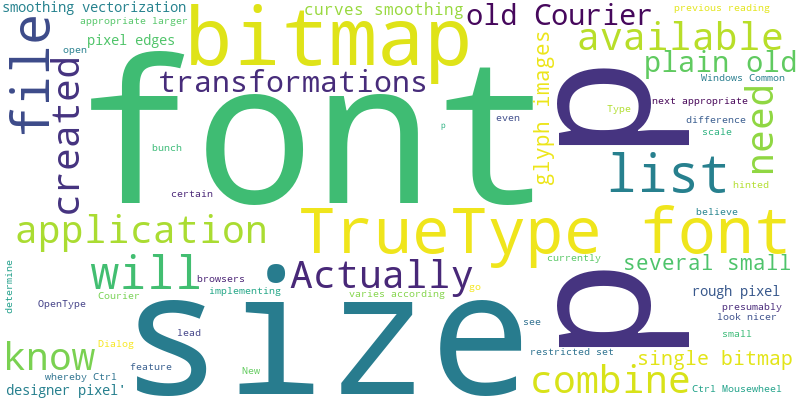 smoothing vectorization
curves smoothing
old Courier
previous reading
appropriate larger
file
bitmap
available
pixel edges
open
plain old
transformations
Windows Common
created
font
glyph images
p
next appropriate
need
Type
even
difference
bunch
p
scale
list
certain
hinted
believe
application
TrueType font
will
Actually
currently
several small
determine
browsers
implementing
varies according
go
rough pixel
OpenType
Courier
size
p
presumably
look nicer
see
lead
small
know
Dialog
restricted set
single bitmap
feature
New
whereby Ctrl
combine
designer pixel'
Ctrl Mousewheel